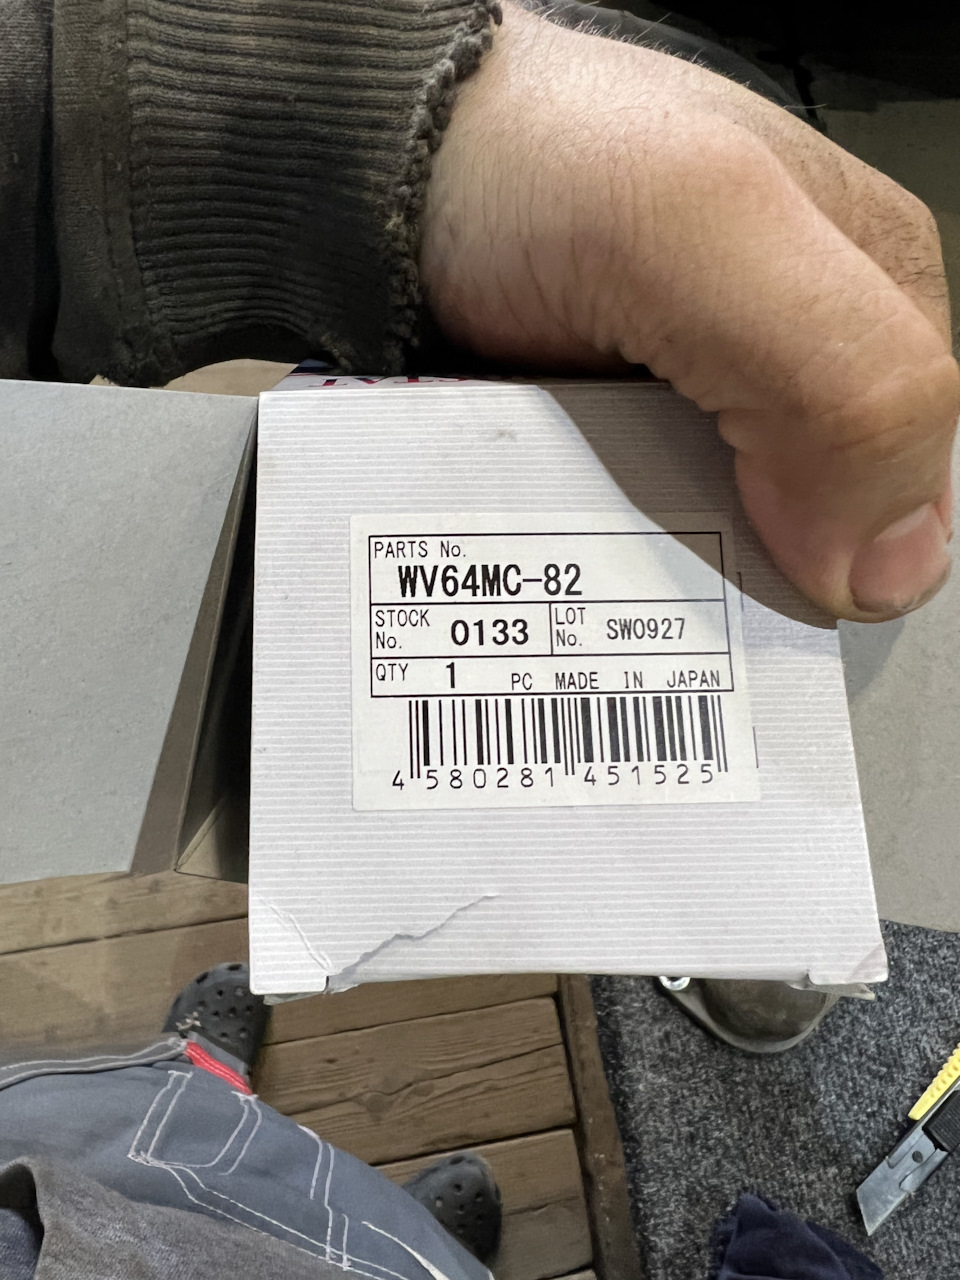 TAT
PARTS No.
WV64MC-82
STOCK No. 0133
LOT No. SW0927
QTY 1 PC MADE IN JAPAN
4 580281 451525